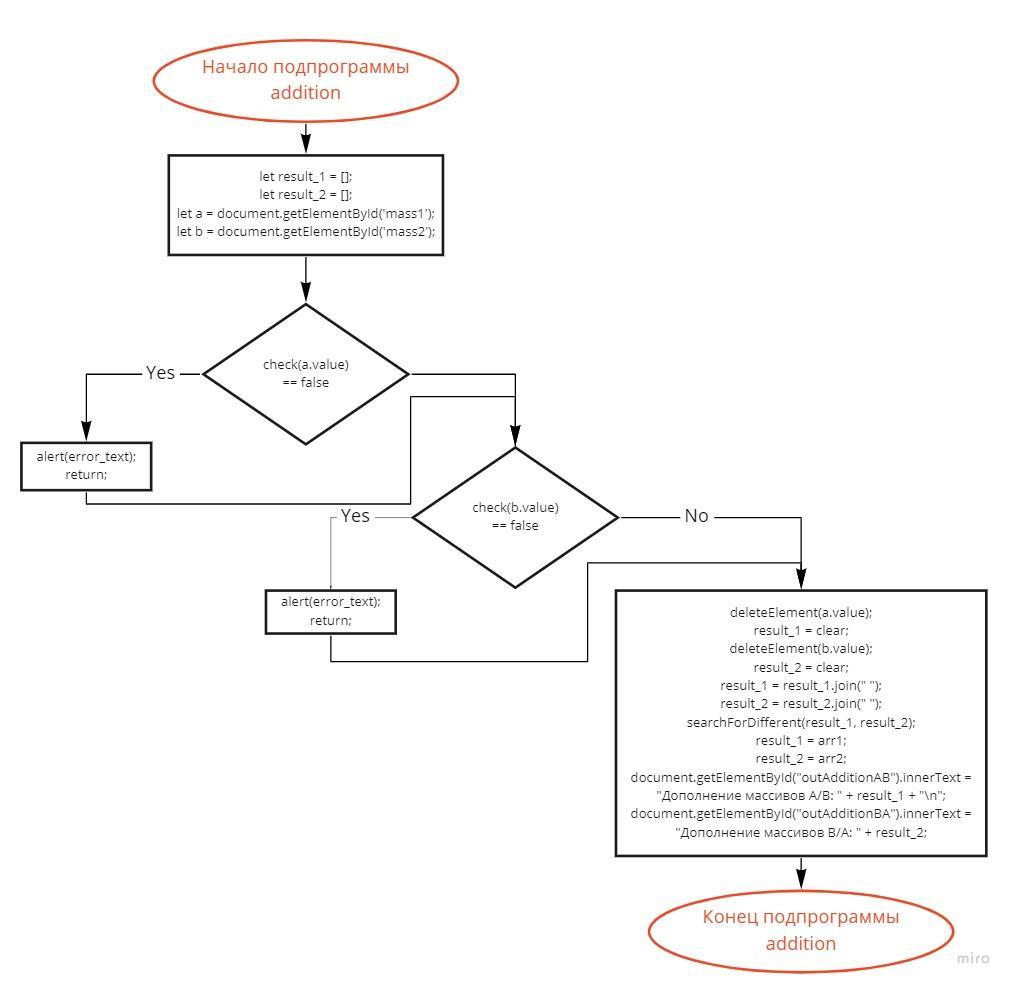 Начало подпрограммы
addition
let result_1 = [];
let result_2 = [];
let a = document.getElementById('mass1');
let b = document.getElementById('mass2');
check(a.value)
== false
Yes
alert(error_text);
return;
check(b.value)
== false
Yes
No
alert(error_text);
return;
deleteElement(a.value);
result_1 = clear;
deleteElement(b.value);
result_2 = clear;
result_1 = result_1.join(" ");
result_2 = result_2.join(" ");
searchForDifferent(result_1, result_2);
result_1 = arr1;
result_2 = arr2;
document.getElementById("outAdditionAB").innerText =
"Дополнение массивов A/B: " + result_1 + "\n";
document.getElementById("outAdditionBA").innerText =
"Дополнение массивов B/A: " + result_2;
Конец подпрограммы
addition
miro